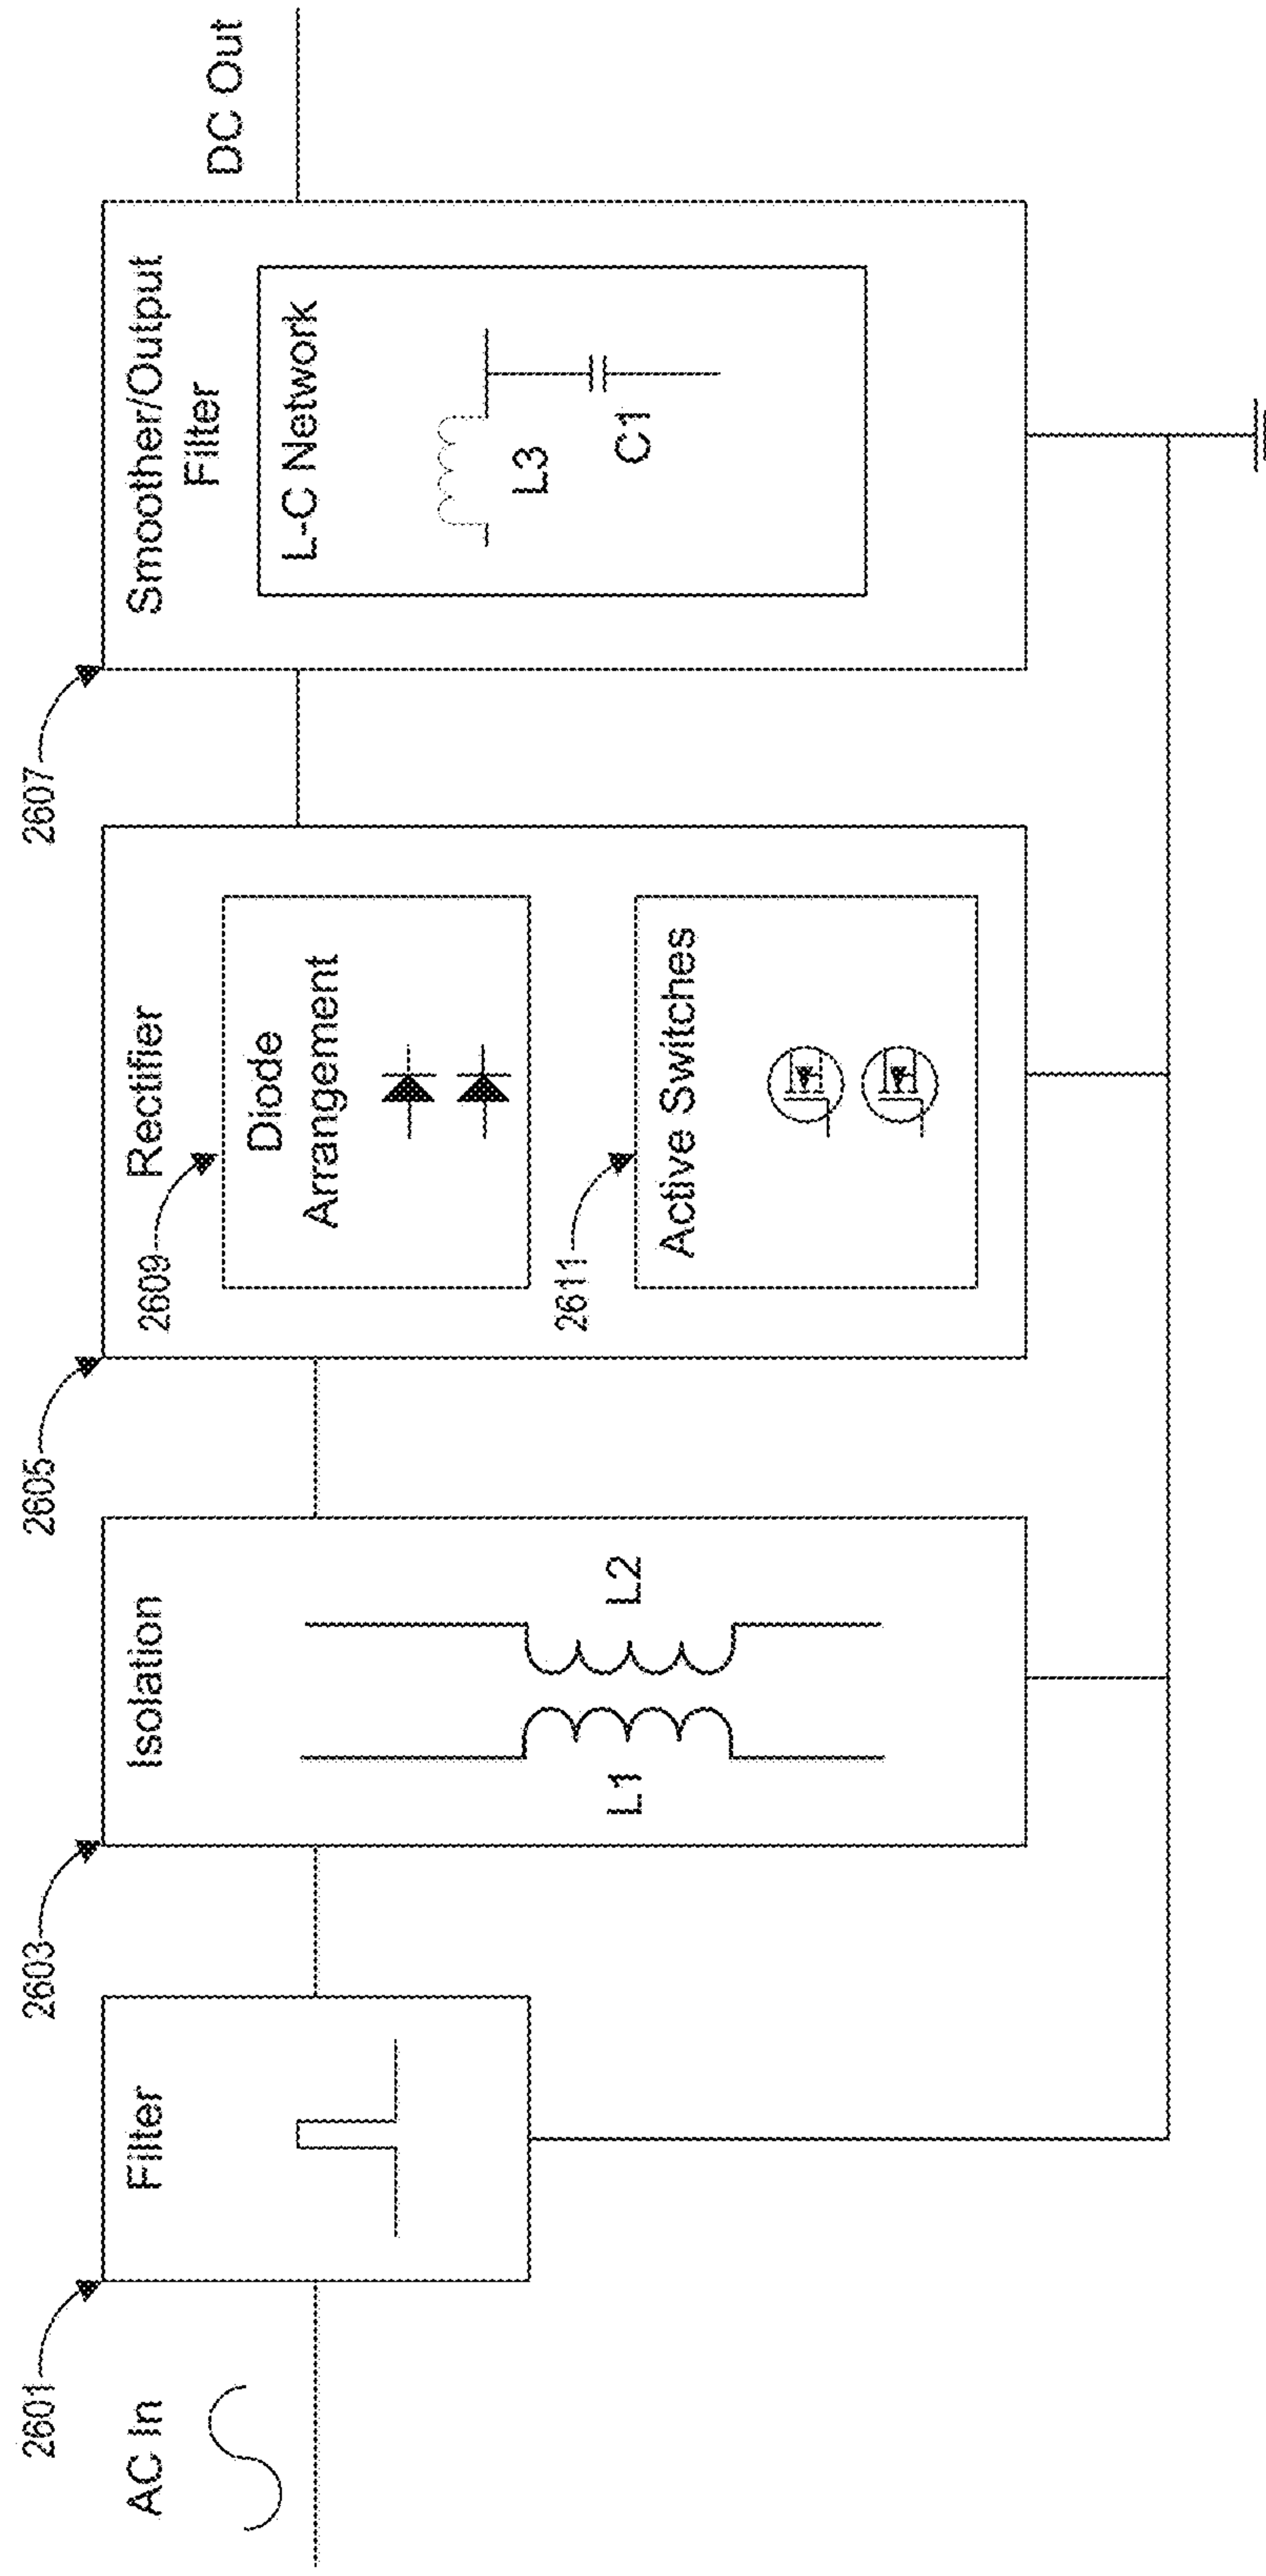 2601
AC In
Filter
2603
Isolation
L1
L2
2605
Rectifier
2609
Diode
Arrangement
2611
Active Switches
2607
Smoother/Output
Filter
L-C Network
L3
C1
DC Out